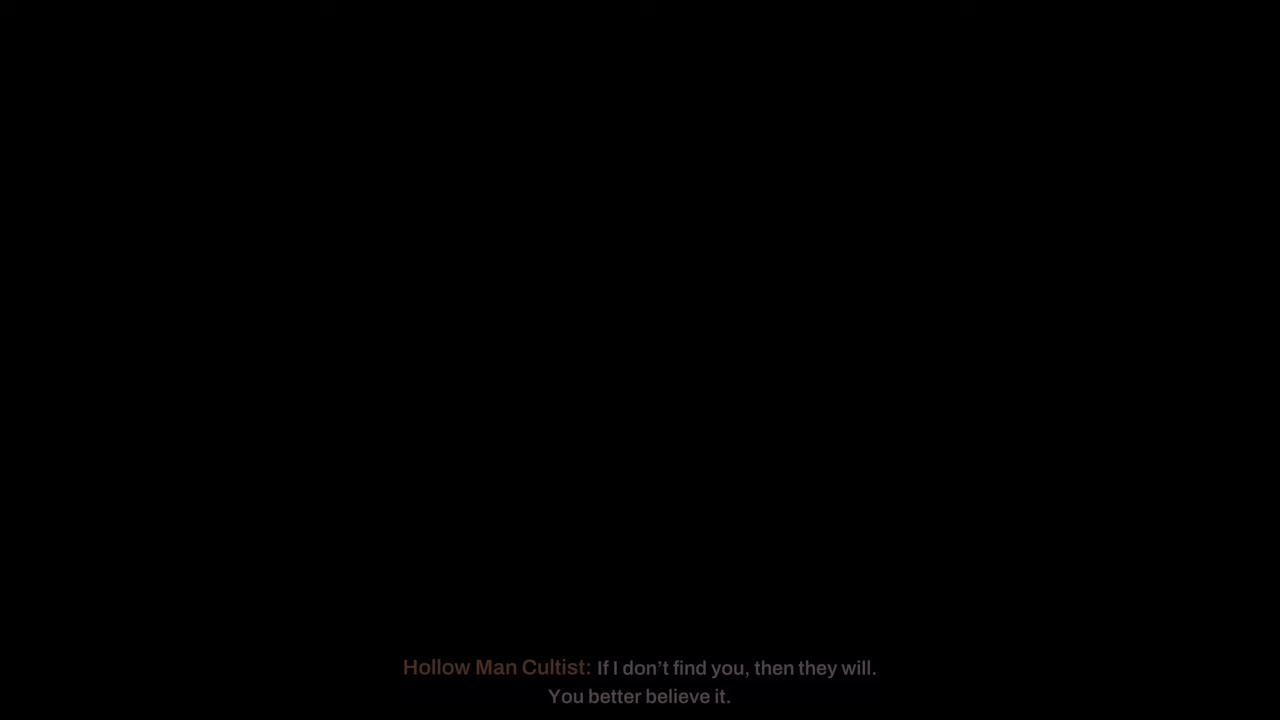 Hollow Man Cultist: If I don’t find you, then they will.
You better believe it.